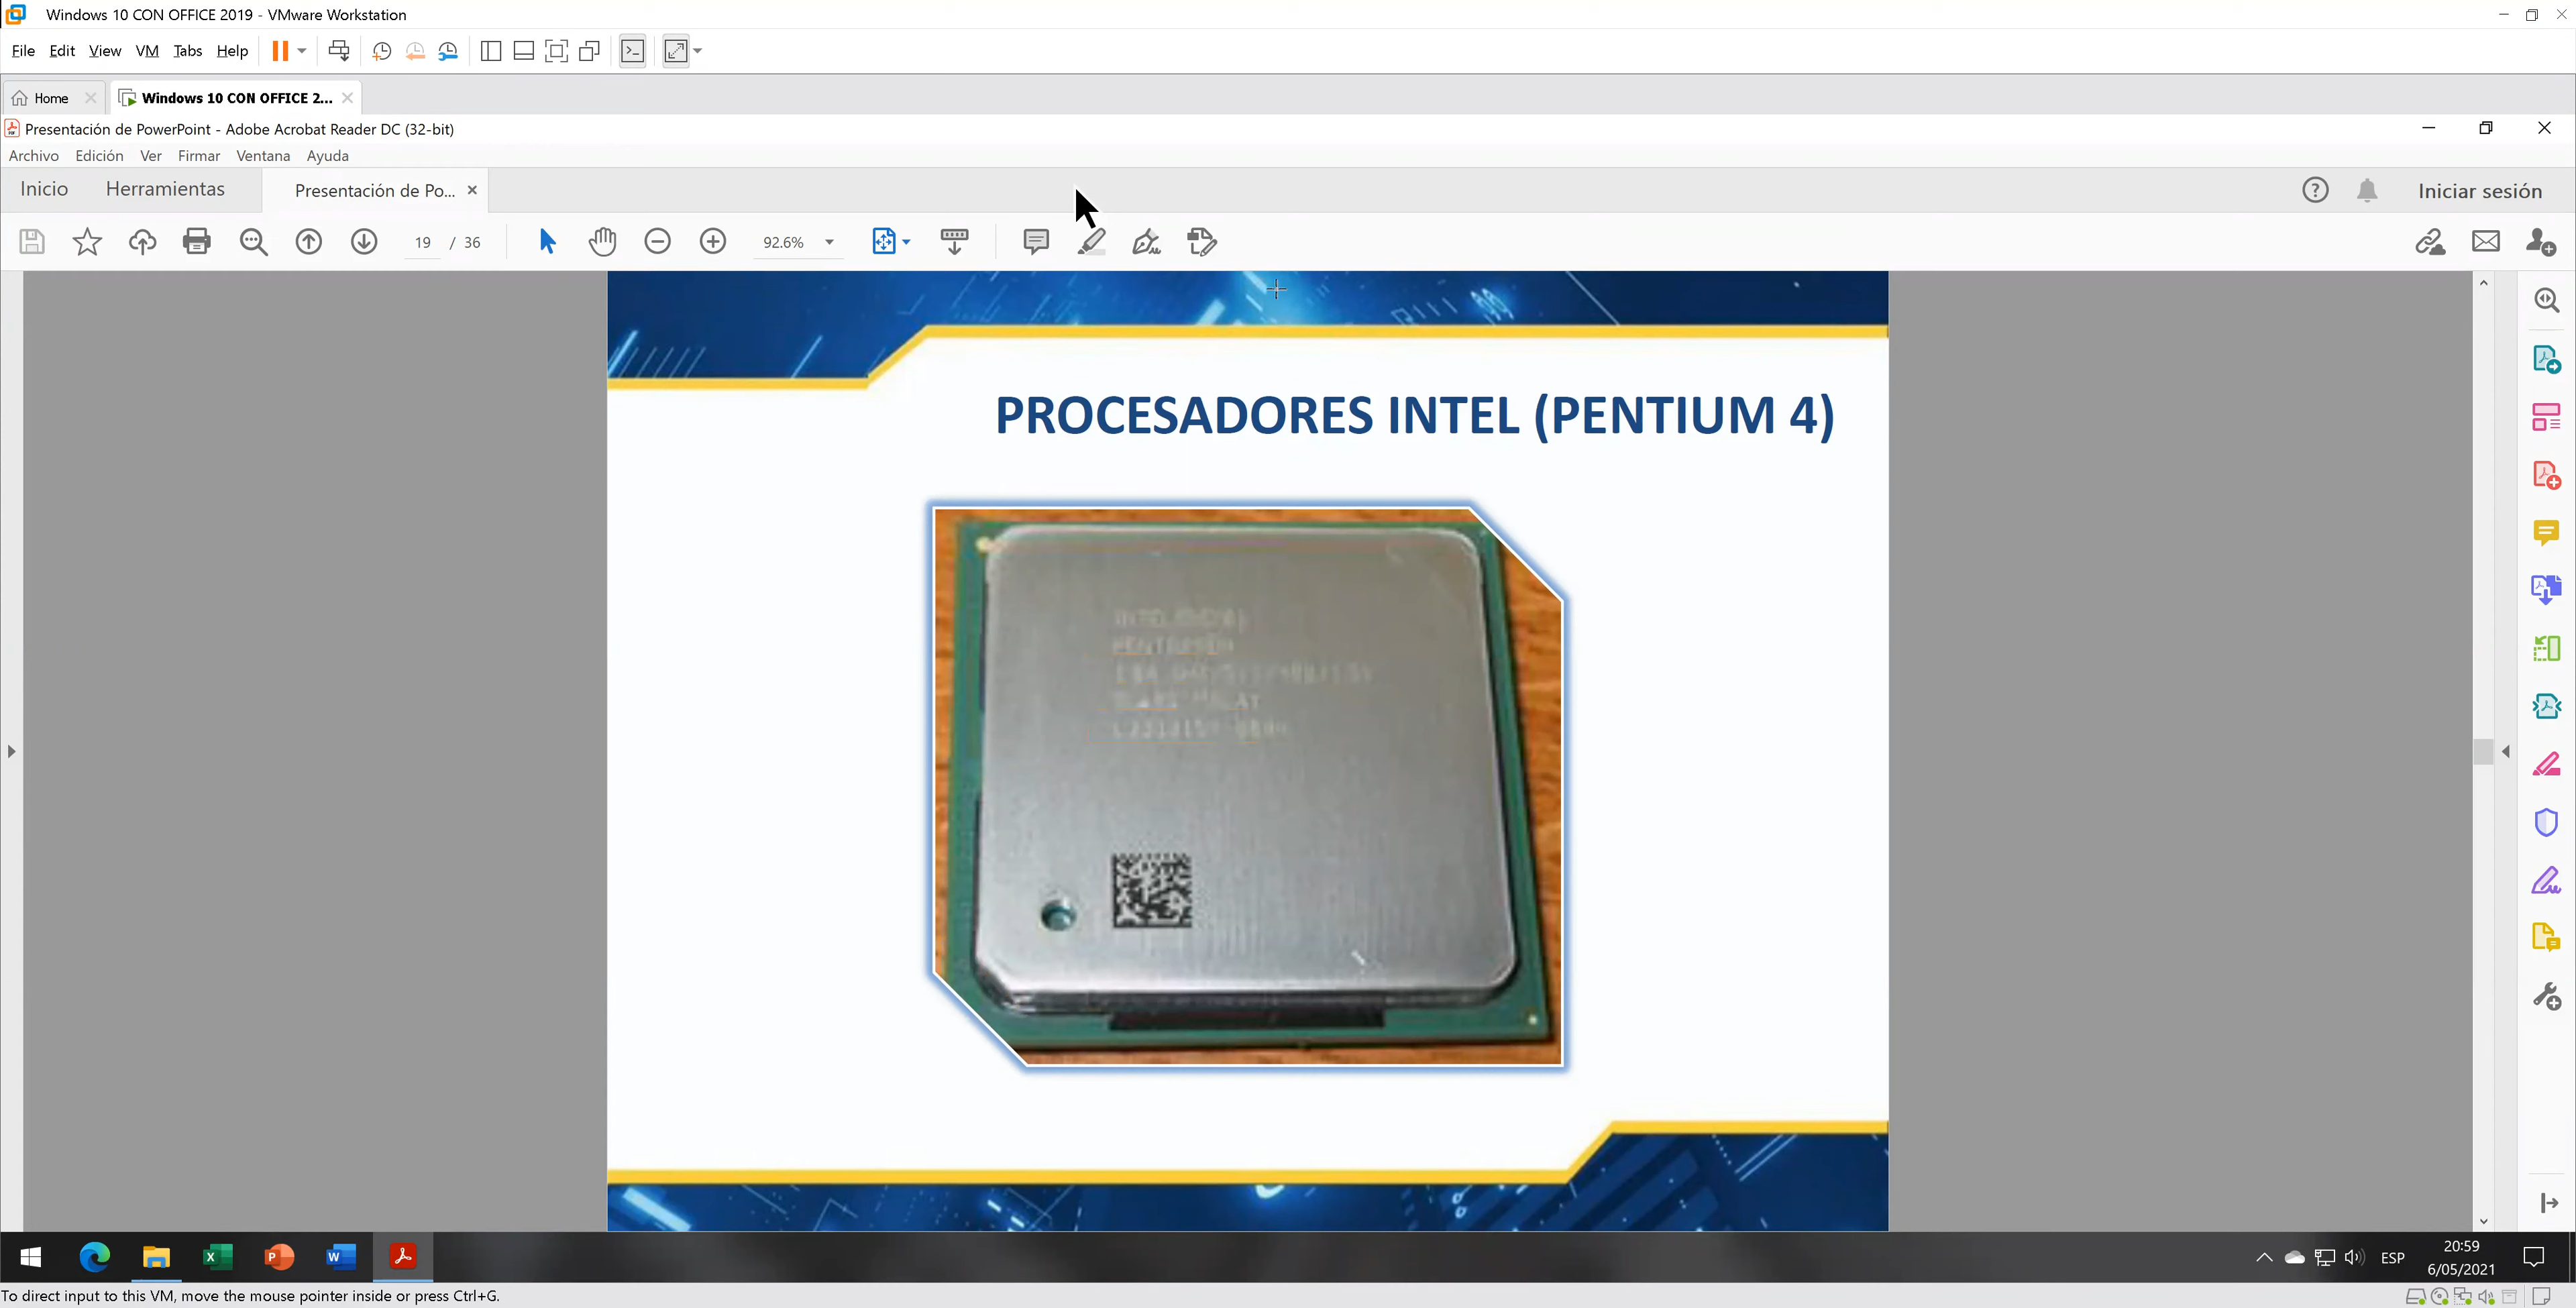 Windows 10 CON OFFICE 2019 - VMware Workstation
File Edit View VM Tabs Help
Home Windows 10 CON OFFICE 2...
Presentación de PowerPoint - Adobe Acrobat Reader DC (32-bit)
Archivo Edición Ver Firmar Ventana Ayuda
Inicio Herramientas Presentación de Po... Iniciar sesión
19 / 36 92.6%
PROCESADORES INTEL (PENTIUM 4)
ESP 20:59
6/05/2021
To direct input to this VM, move the mouse pointer inside or press Ctrl+G.